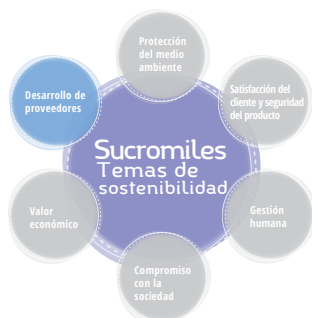 Protección
del medio
ambiente
Desarrollo de
proveedores
Satisfacción del
cliente y seguridad
del producto
Sucromiles
Temas de
sostenibilidad
Valor
económico
Gestión
humana
Compromiso
con la
sociedad